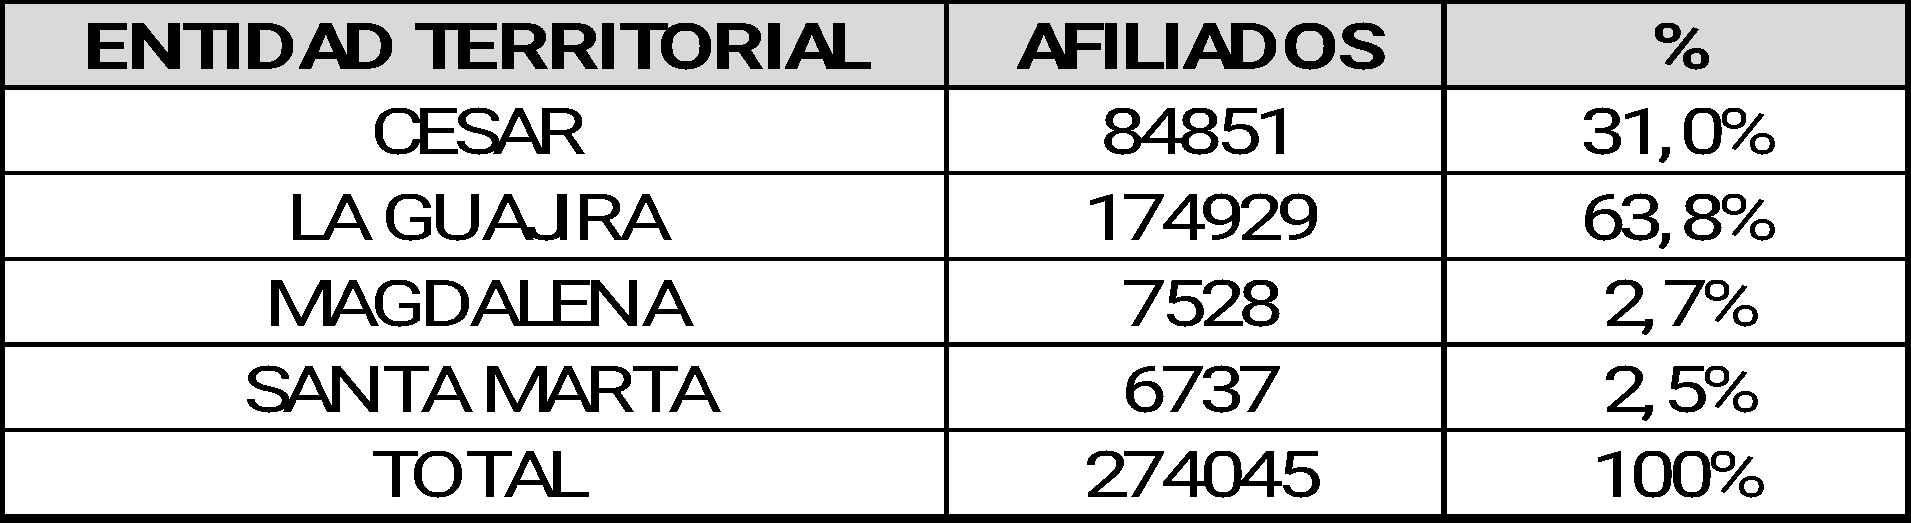 ENTIDAD TERRITORIAL AFILIADOS %
CESAR 84851 31,0%
LA GUAJIRA 174929 63,8%
MAGDALENA 7528 2,7%
SANTA MARTA 6737 2,5%
TOTAL 274045 100%